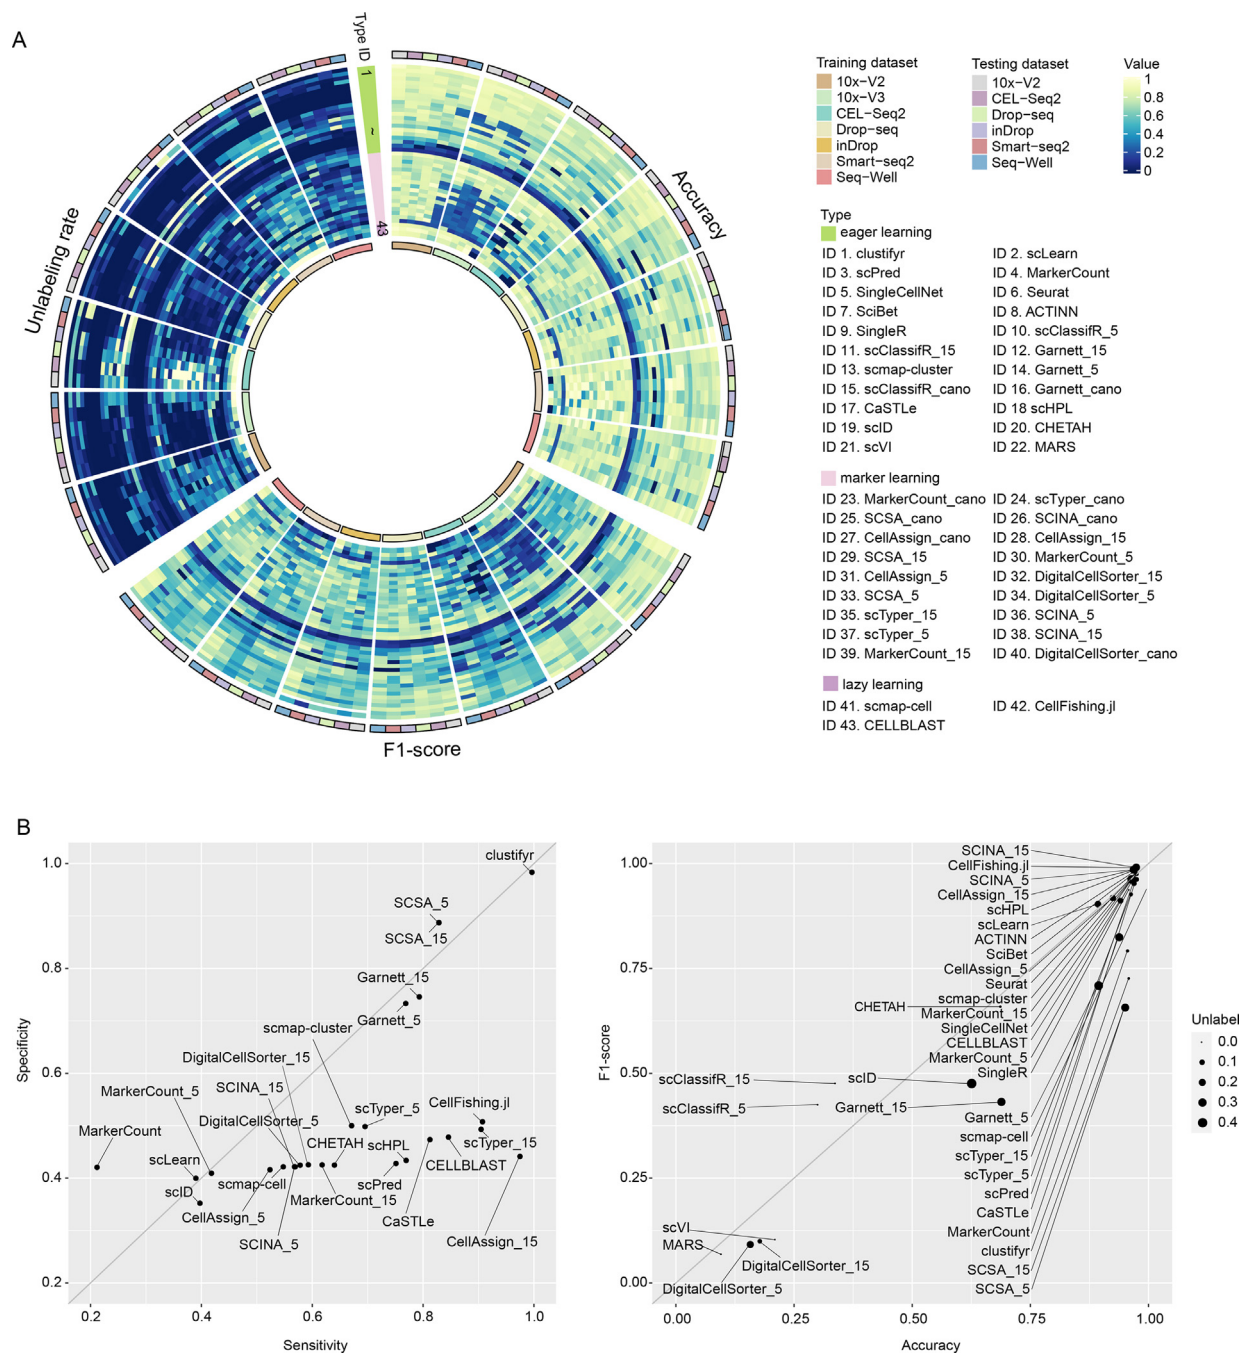 A
Type ID
1
~
43
Accuracy
Unlabeling rate
F1-score
Training dataset
10x-V2
10x-V3
CEL-Seq2
Drop-seq
inDrop
Smart-seq2
Seq-Well
Testing dataset
10x-V2
CEL-Seq2
Drop-seq
inDrop
Smart-seq2
Seq-Well
Value
1
0.8
0.6
0.4
0.2
0
Type
eager learning
ID 1. clustifyr ID 2. scLearn
ID 3. scPred ID 4. MarkerCount
ID 5. SingleCellNet ID 6. Seurat
ID 7. SciBet ID 8. ACTINN
ID 9. SingleR ID 10. scClassifR_5
ID 11. scClassifR_15 ID 12. Garnett_15
ID 13. scmap-cluster ID 14. Garnett_5
ID 15. scClassifR_cano ID 16. Garnett_cano
ID 17. CaSTLe ID 18 scHPL
ID 19. scID ID 20. CHETAH
ID 21. scVI ID 22. MARS
marker learning
ID 23. MarkerCount_cano ID 24. scTyper_cano
ID 25. SCSA_cano ID 26. SCINA_cano
ID 27. CellAssign_cano ID 28. CellAssign_15
ID 29. SCSA_15 ID 30. MarkerCount_5
ID 31. CellAssign_5 ID 32. DigitalCellSorter_15
ID 33. SCSA_5 ID 34. DigitalCellSorter_5
ID 35. scTyper_15 ID 36. SCINA_5
ID 37. scTyper_5 ID 38. SCINA_15
ID 39. MarkerCount_15 ID 40. DigitalCellSorter_cano
lazy learning
ID 41. scmap-cell ID 42. CellFishing.jl
ID 43. CELLBLAST
B
Specificity
1.0
0.8
0.6
0.4
0.2
clustifyr
SCSA_5
SCSA_15
Garnett_15
Garnett_5
scmap-cluster
DigitalCellSorter_15
MarkerCount_5
SCINA_15
DigitalCellSorter_5
scTyper_5
CellFishing.jl
MarkerCount
CHETAH
scHPL
scTyper_15
scLearn
scmap-cell
CELLBLAST
scID
MarkerCount_15
scPred
CellAssign_5
CaSTLe
SCINA_5
CellAssign_15
0.2
0.4
0.6
0.8
1.0
Sensitivity
F1-score
1.00
0.75
0.50
0.25
0.00
SCINA_15
CellFishing.jl
SCINA_5
CellAssign_15
scHPL
scLearn
ACTINN
SciBet
CellAssign_5
Seurat
scmap-cluster
CHETAH
MarkerCount_15
SingleCellNet
CELLBLAST
MarkerCount_5
SingleR
scClassifR_15
scID
scClassifR_5
Garnett_15
Garnett_5
scmap-cell
scTyper_15
scTyper_5
scPred
CaSTLe
MarkerCount
clustifyr
SCSA_15
SCSA_5
scVI
MARS
DigitalCellSorter_15
DigitalCellSorter_5
0.00
0.25
0.50
0.75
1.00
Accuracy
Unlabel
0.0
0.1
0.2
0.3
0.4